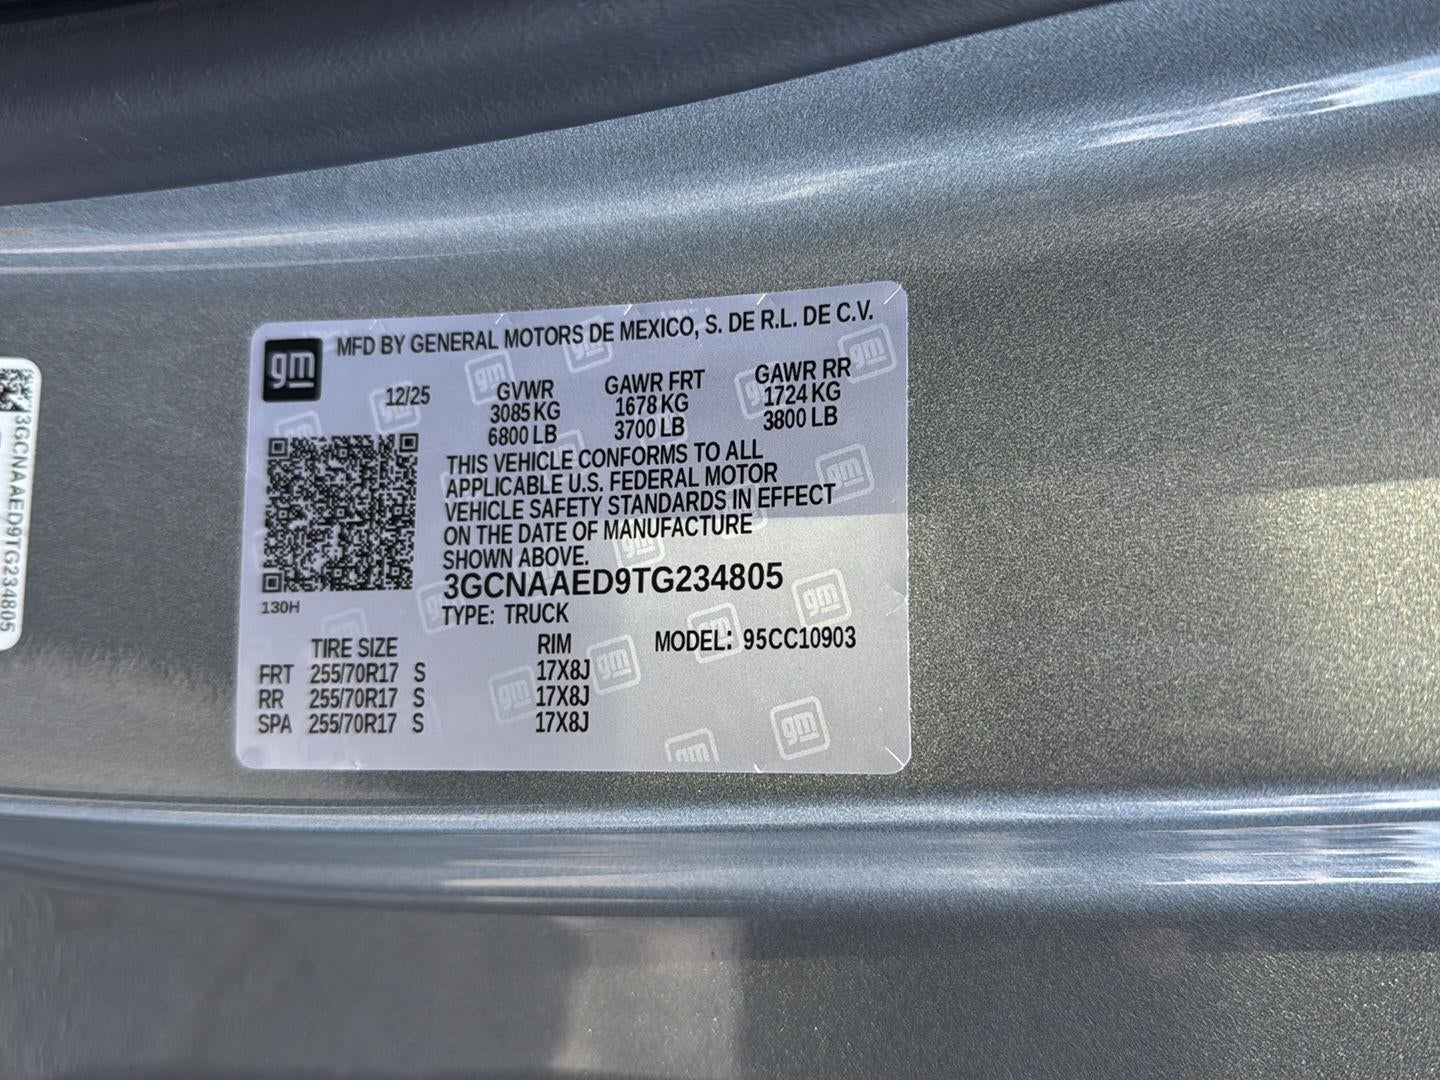 gm
MFD BY GENERAL MOTORS DE MEXICO, S. DE R.L. DE C.V.
12/25
GVWR GAWR FRT GAWR RR
3085 KG 1678 KG 1724 KG
6800 LB 3700 LB 3800 LB
THIS VEHICLE CONFORMS TO ALL
APPLICABLE U.S. FEDERAL MOTOR
VEHICLE SAFETY STANDARDS IN EFFECT
ON THE DATE OF MANUFACTURE
SHOWN ABOVE.
3GCNAAED9TG234805
130H
TYPE: TRUCK
TIRE SIZE RIM MODEL: 95CC10903
FRT 255/70R17 S 17X8J
RR 255/70R17 S 17X8J
SPA 255/70R17 S 17X8J
3GCNAAED9TG234805